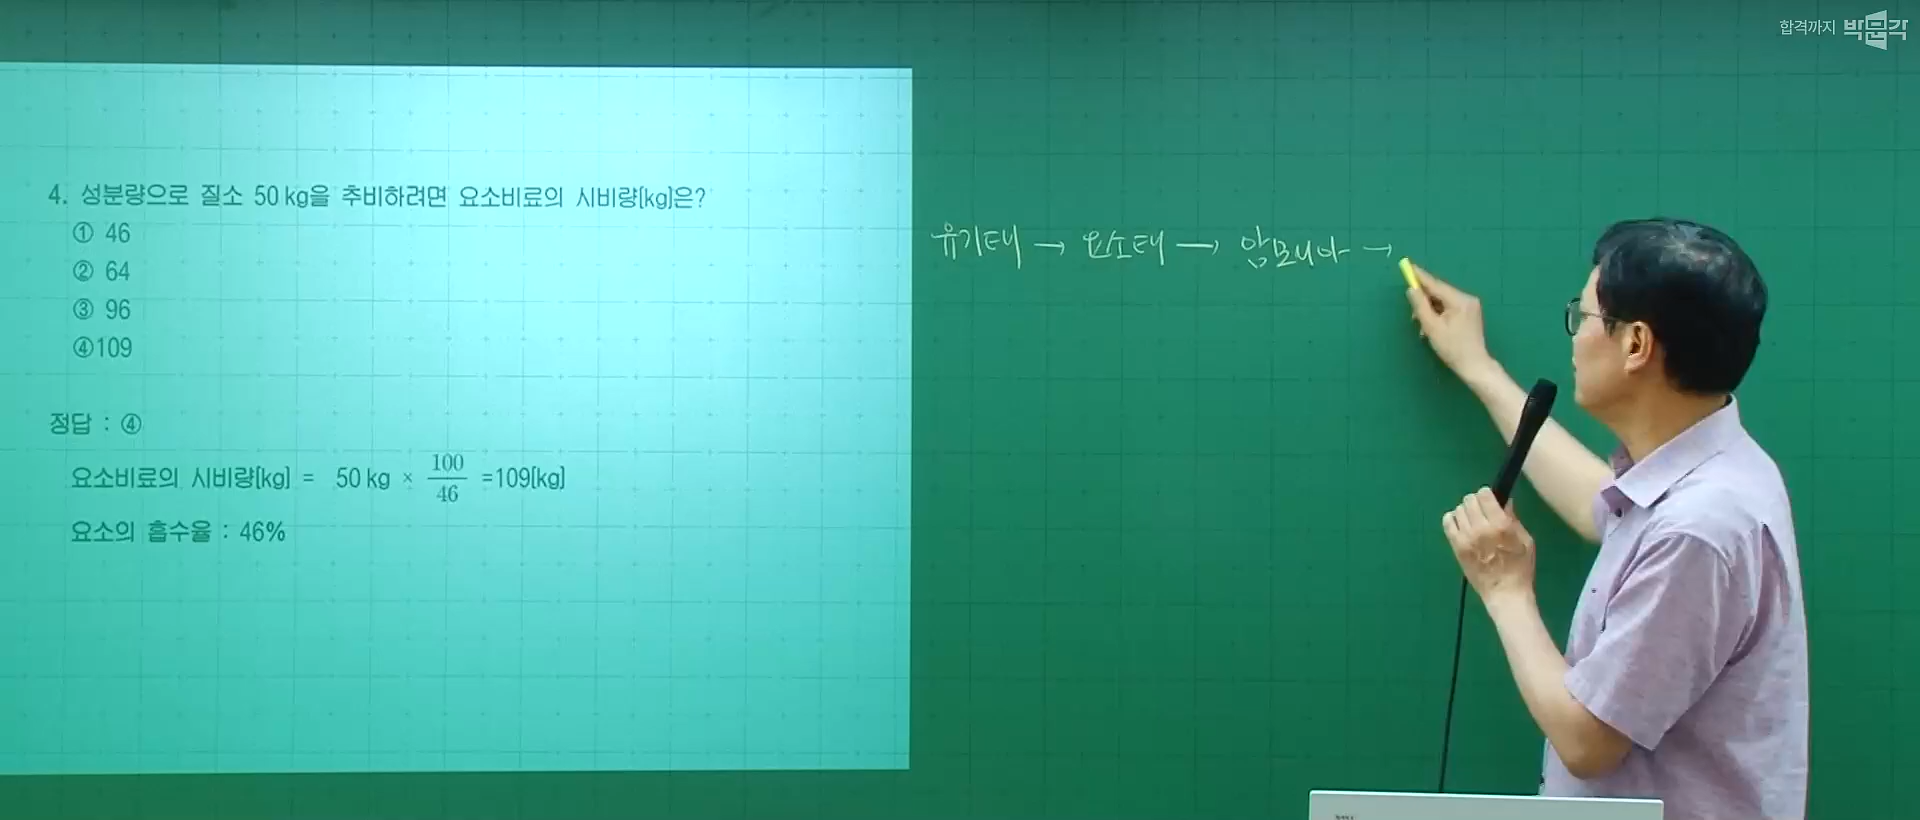 합격까지 박문각
4. 성분량으로 질소 50 kg을 추비하려면 요소비료의 시비량(kg)은?
① 46
② 64
③ 96
④109
정답 : ④
요소비료의 시비량(kg) = 50 kg × 100/46 =109(kg)
요소의 흡수율 : 46%
유기태 → 요소태 → 암모니아 →